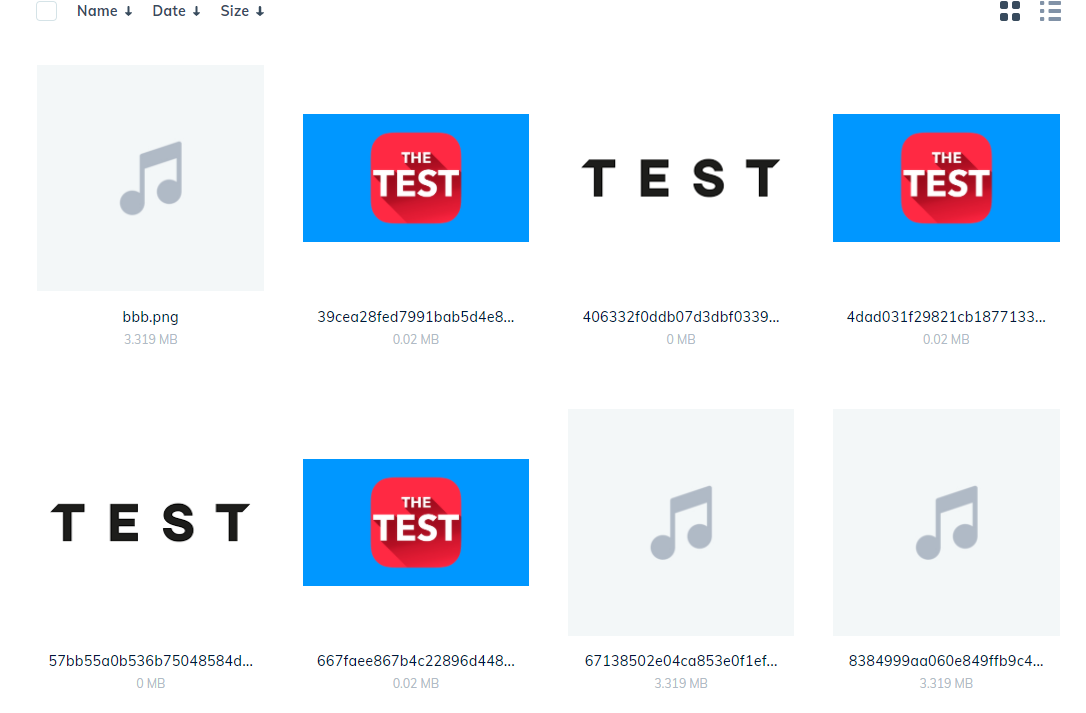 Name Date Size
THE
TEST
TEST
THE
TEST
bbb.png
39cea28fed7991bab5d4e8...
406332f0ddb07d3dbf0339...
4dad031f29821cb1877133...
3.319 MB
0.02 MB
0 MB
0.02 MB
TEST
THE
TEST
57bb55a0b536b75048584d...
667faee867b4c22896d448...
67138502e04ca853e0f1ef...
8384999aa060e849ffb9c4...
0 MB
0.02 MB
3.319 MB
3.319 MB